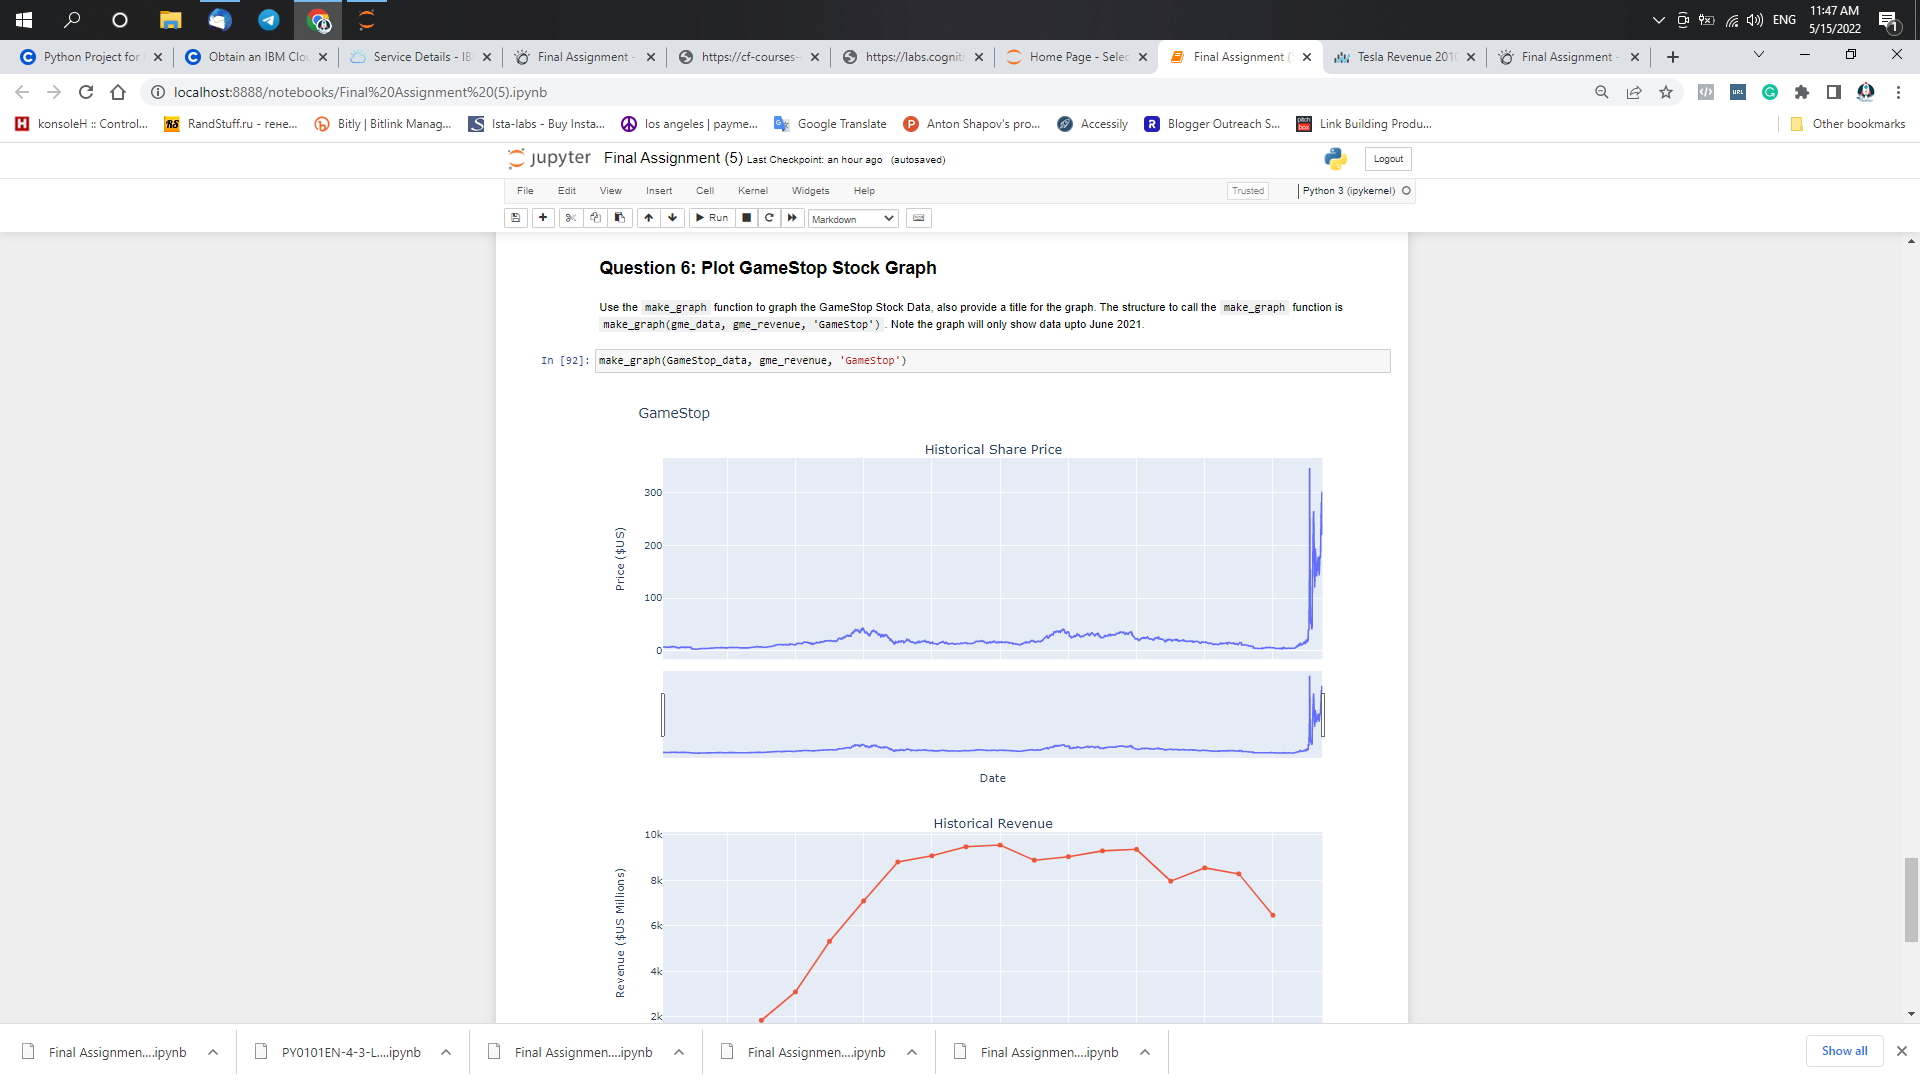 11:47 AM
ENG
5/15/2022
1
Python Project for
Obtain an IBM Clou
Service Details - IB
Final Assignment -
https://cf-courses-
https://labs.cogniti
Home Page - Selec
Final Assignment (
Tesla Revenue 2010
Final Assignment -
localhost:8888/notebooks/Final%20Assignment%20(5).ipynb
konsoleH :: Control...
RandStuff.ru - гене...
Bitly | Bitlink Manag...
Ista-labs - Buy Insta...
los angeles | payme...
Google Translate
Anton Shapov's pro...
Accessily
Blogger Outreach S...
Link Building Produ...
Other bookmarks
jupyter Final Assignment (5) Last Checkpoint: an hour ago (autosaved)
Logout
File Edit View Insert Cell Kernel Widgets Help
Trusted
Python 3 (ipykernel)
Run
Markdown
Question 6: Plot GameStop Stock Graph
Use the make_graph function to graph the GameStop Stock Data, also provide a title for the graph. The structure to call the make_graph function is
make_graph(gme_data, gme_revenue, 'GameStop') . Note the graph will only show data upto June 2021.
In [92]: make_graph(GameStop_data, gme_revenue, 'GameStop')
GameStop
Historical Share Price
Price ($US)
300
200
100
0
Date
Historical Revenue
Revenue ($US Millions)
10k
8k
6k
4k
2k
Final Assignmen....ipynb
PY0101EN-4-3-L....ipynb
Final Assignmen....ipynb
Final Assignmen....ipynb
Final Assignmen....ipynb
Show all